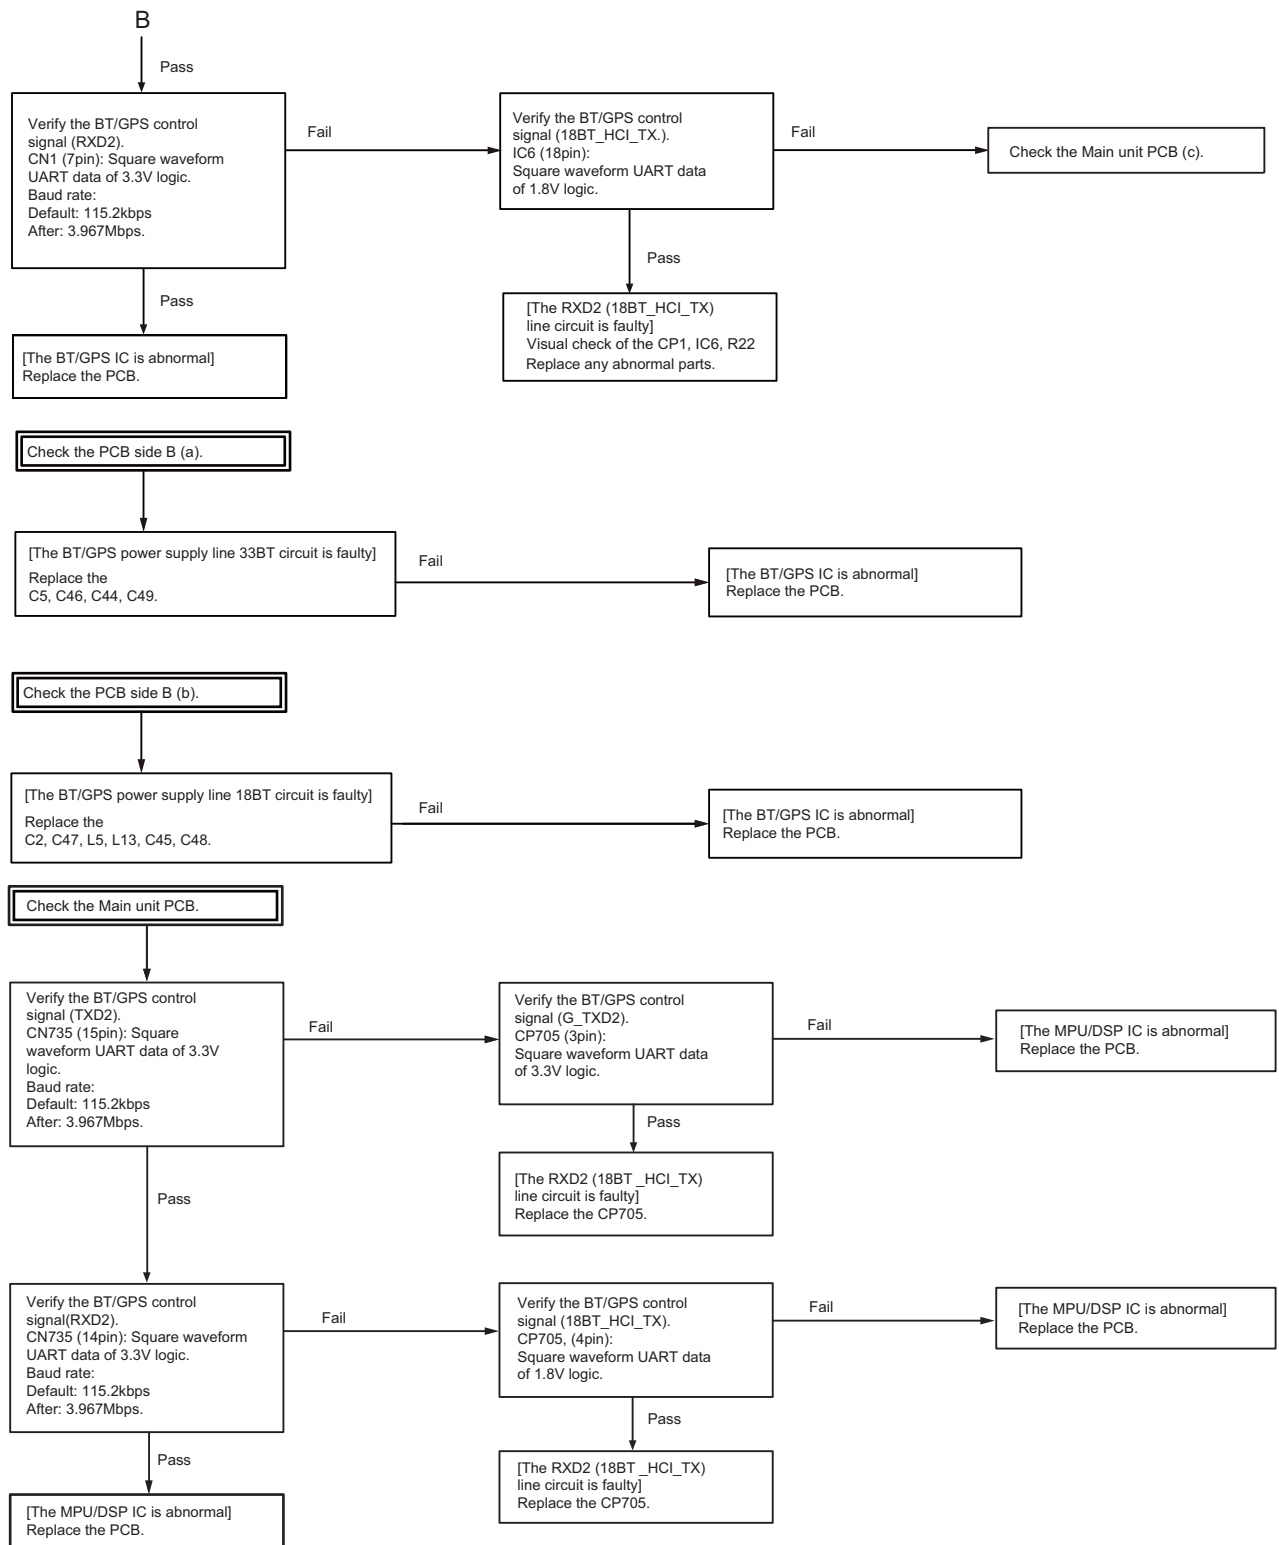 B
Pass
Verify the BT/GPS control
signal (RXD2).
CN1 (7pin): Square waveform
UART data of 3.3V logic.
Baud rate:
Default: 115.2kbps
After: 3.967Mbps.
Fail
Verify the BT/GPS control
signal (18BT_HCI_TX.).
IC6 (18pin):
Square waveform UART data
of 1.8V logic.
Fail
Check the Main unit PCB (c).
Pass
Pass
[The BT/GPS IC is abnormal]
Replace the PCB.
[The RXD2 (18BT_HCI_TX)
line circuit is faulty]
Visual check of the CP1, IC6, R22
Replace any abnormal parts.
Check the PCB side B (a).
[The BT/GPS power supply line 33BT circuit is faulty]
Replace the
C5, C46, C44, C49.
Fail
[The BT/GPS IC is abnormal]
Replace the PCB.
Check the PCB side B (b).
[The BT/GPS power supply line 18BT circuit is faulty]
Replace the
C2, C47, L5, L13, C45, C48.
Fail
[The BT/GPS IC is abnormal]
Replace the PCB.
Check the Main unit PCB.
Verify the BT/GPS control
signal (TXD2).
CN735 (15pin): Square
waveform UART data of 3.3V
logic.
Baud rate:
Default: 115.2kbps
After: 3.967Mbps.
Fail
Verify the BT/GPS control
signal (G_TXD2).
CP705 (3pin):
Square waveform UART data
of 3.3V logic.
Fail
[The MPU/DSP IC is abnormal]
Replace the PCB.
Pass
[The RXD2 (18BT _HCI_TX)
line circuit is faulty]
Replace the CP705.
Pass
Verify the BT/GPS control
signal(RXD2).
CN735 (14pin): Square waveform
UART data of 3.3V logic.
Baud rate:
Default: 115.2kbps
After: 3.967Mbps.
Fail
Verify the BT/GPS control
signal (18BT_HCI_TX).
CP705, (4pin):
Square waveform UART data
of 1.8V logic.
Fail
[The MPU/DSP IC is abnormal]
Replace the PCB.
Pass
Pass
[The RXD2 (18BT _HCI_TX)
line circuit is faulty]
Replace the CP705.
[The MPU/DSP IC is abnormal]
Replace the PCB.